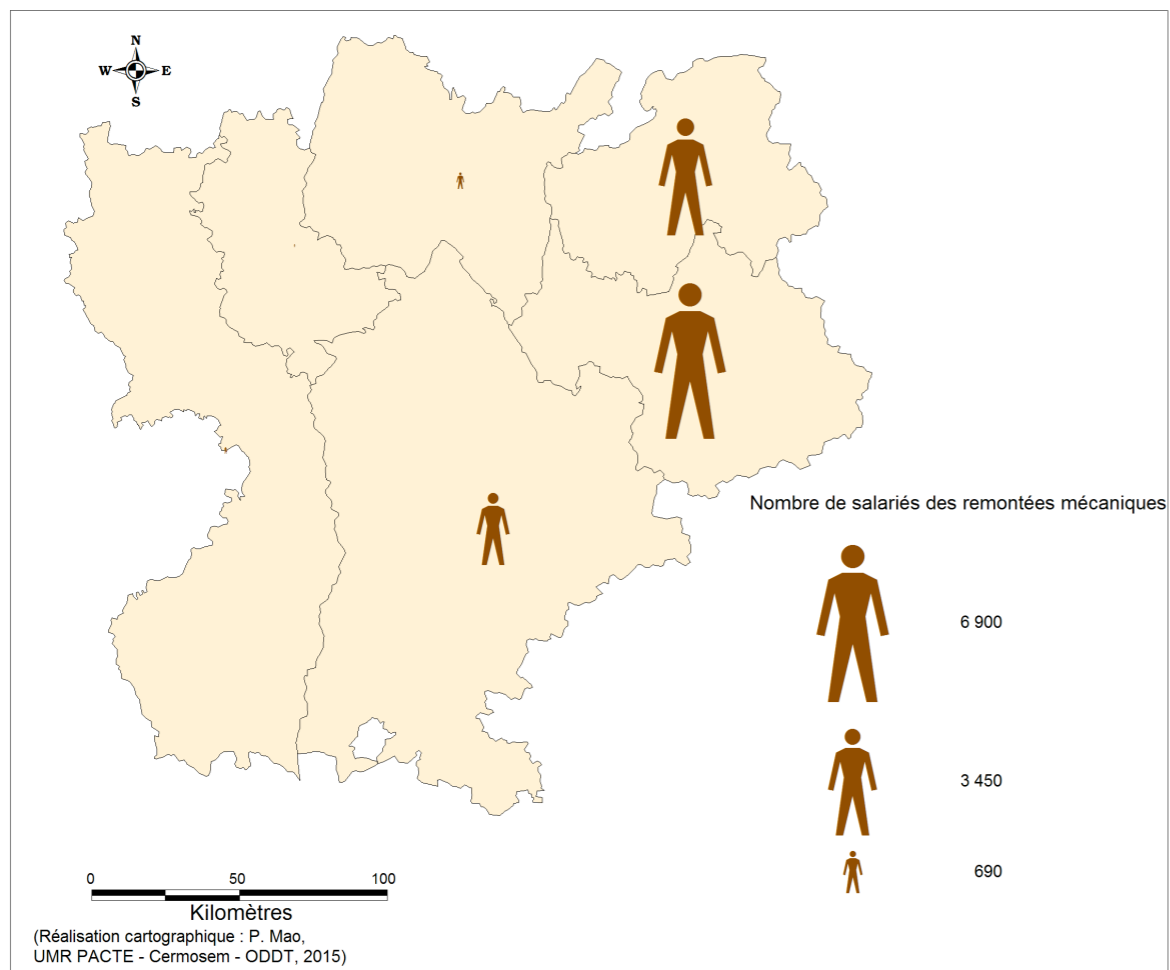 N
W E
S
Nombre de salariés des remontées mécaniques
6 900
3 450
690
0 50 100
Kilomètres
(Réalisation cartographique : P. Mao,
UMR PACTE - Cermosem - ODDT, 2015)